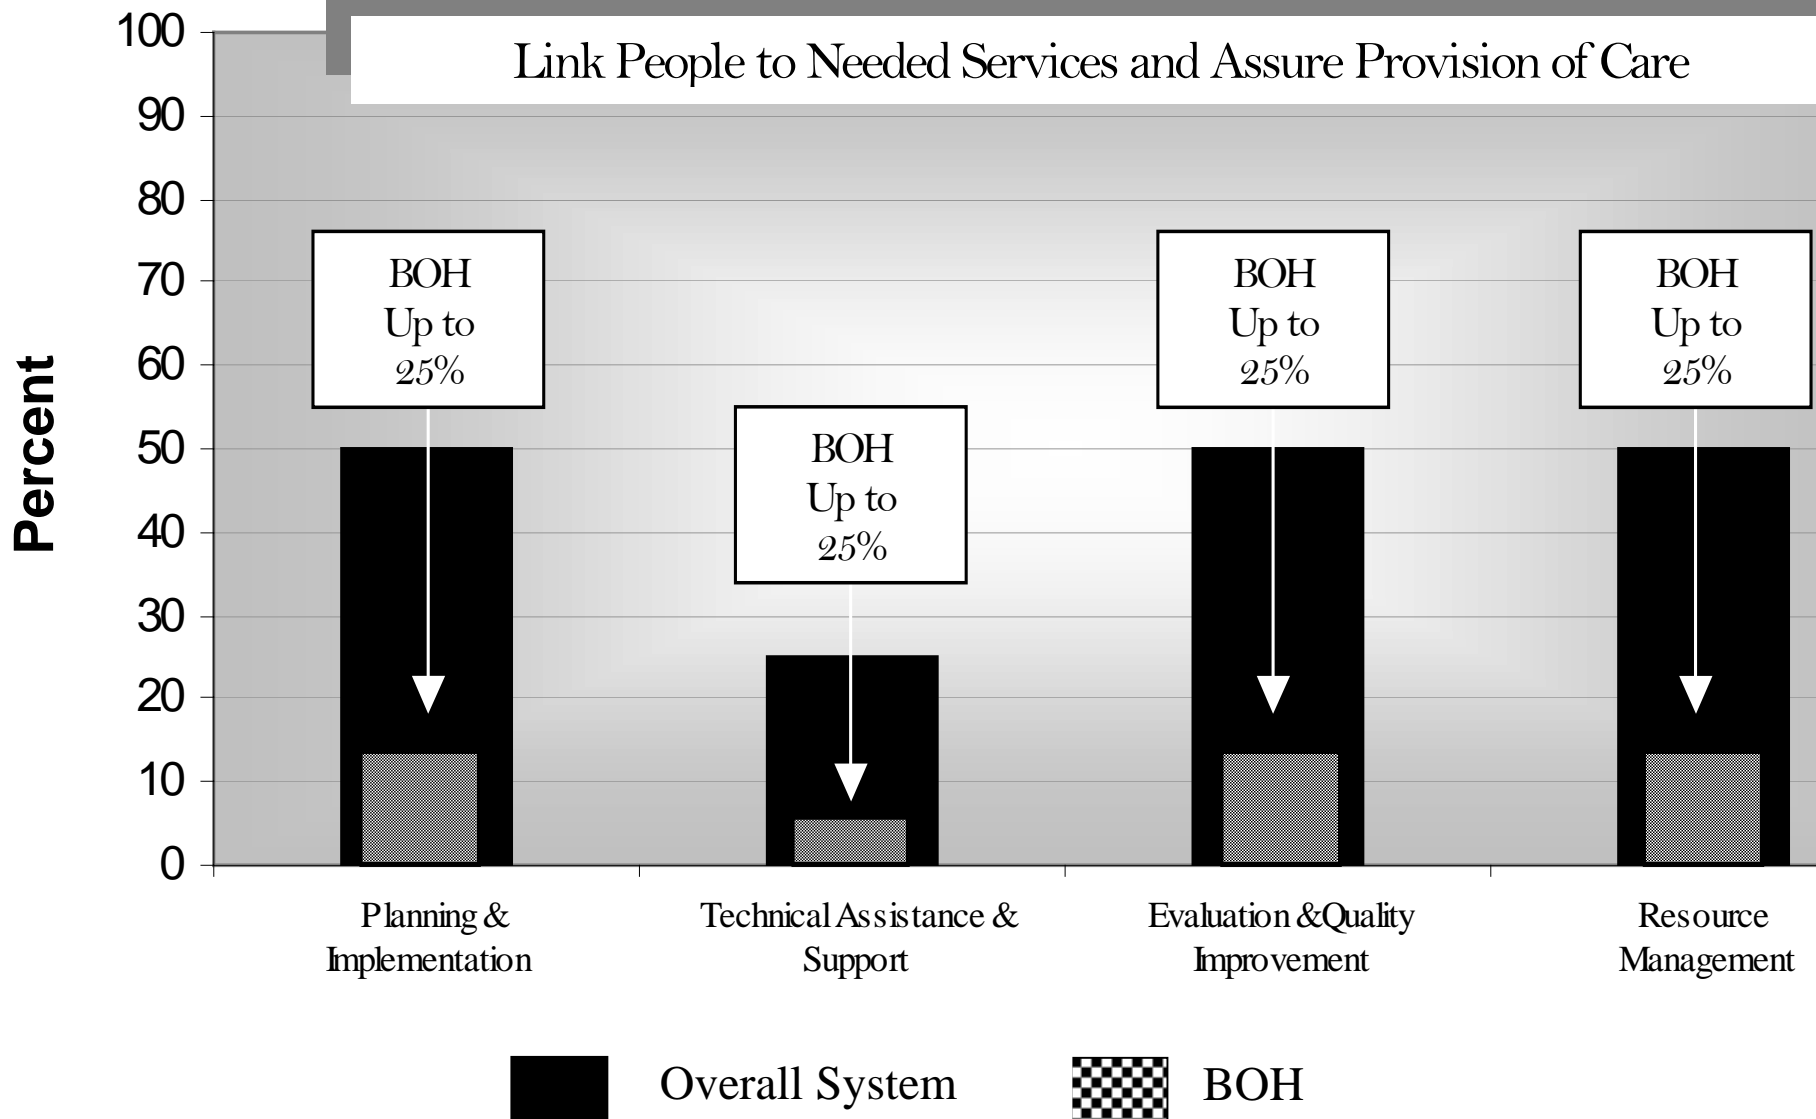 Link People to Needed Services and Assure Provision of Care
Percent
100
90
80
70
60
50
40
30
20
10
0
BOH
Up to
25%
BOH
Up to
25%
BOH
Up to
25%
BOH
Up to
25%
Planning &
Implementation
Technical Assistance &
Support
Evaluation &Quality
Improvement
Resource
Management
Overall System
BOH